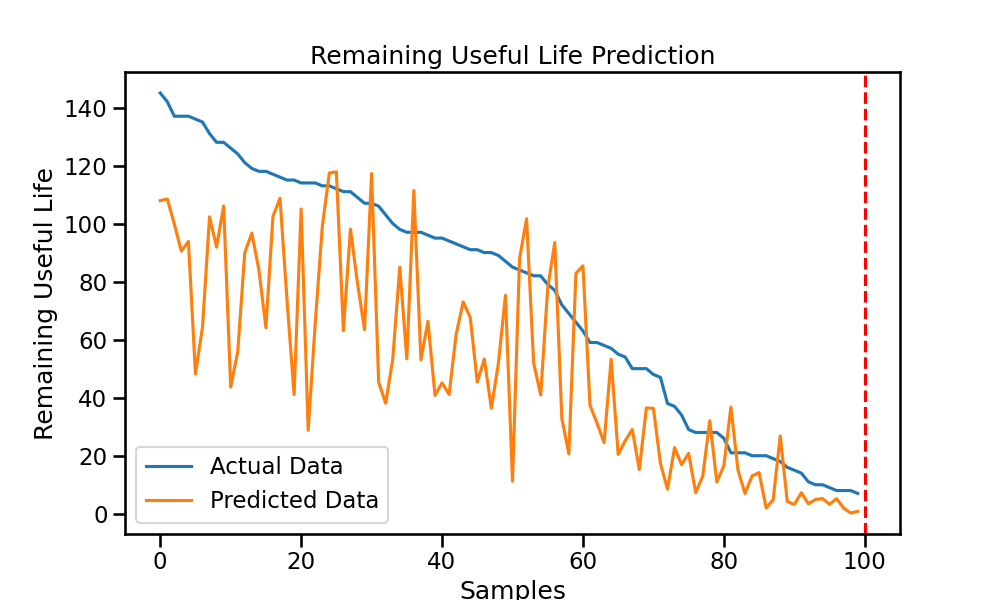 Remaining Useful Life Prediction
Remaining Useful Life
140
120
100
80
60
40
20
0
Actual Data
Predicted Data
0 20 40 60 80 100
Samples